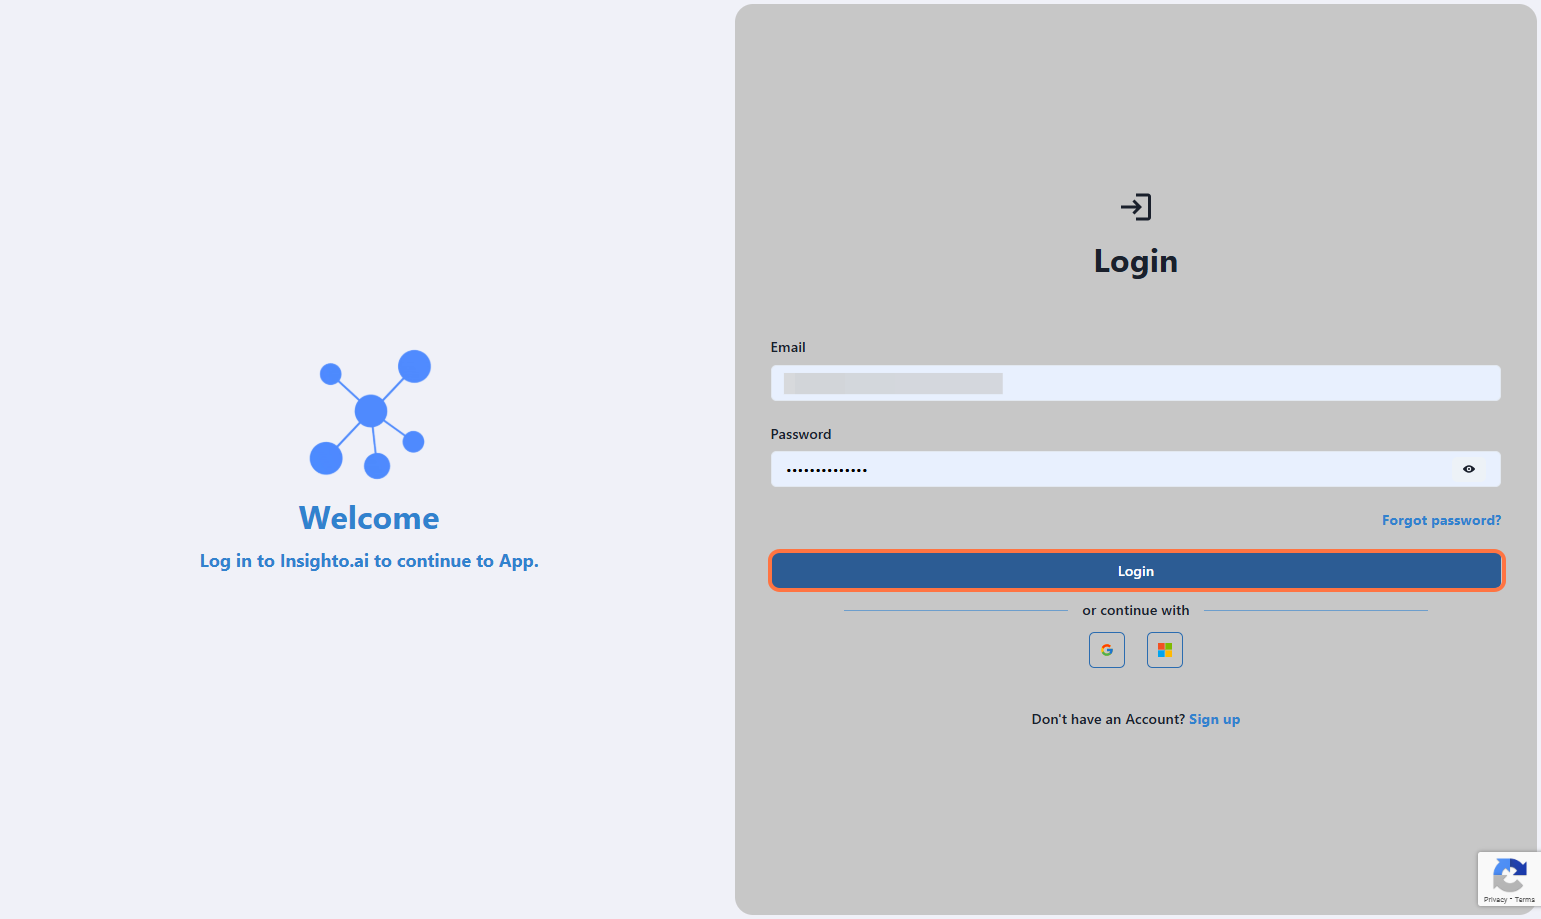 Welcome
Log in to Insighto.ai to continue to App.
Login
Email
Password
••••••••••••••
Forgot password?
Login
or continue with
Don't have an Account? Sign up
Privacy - Terms